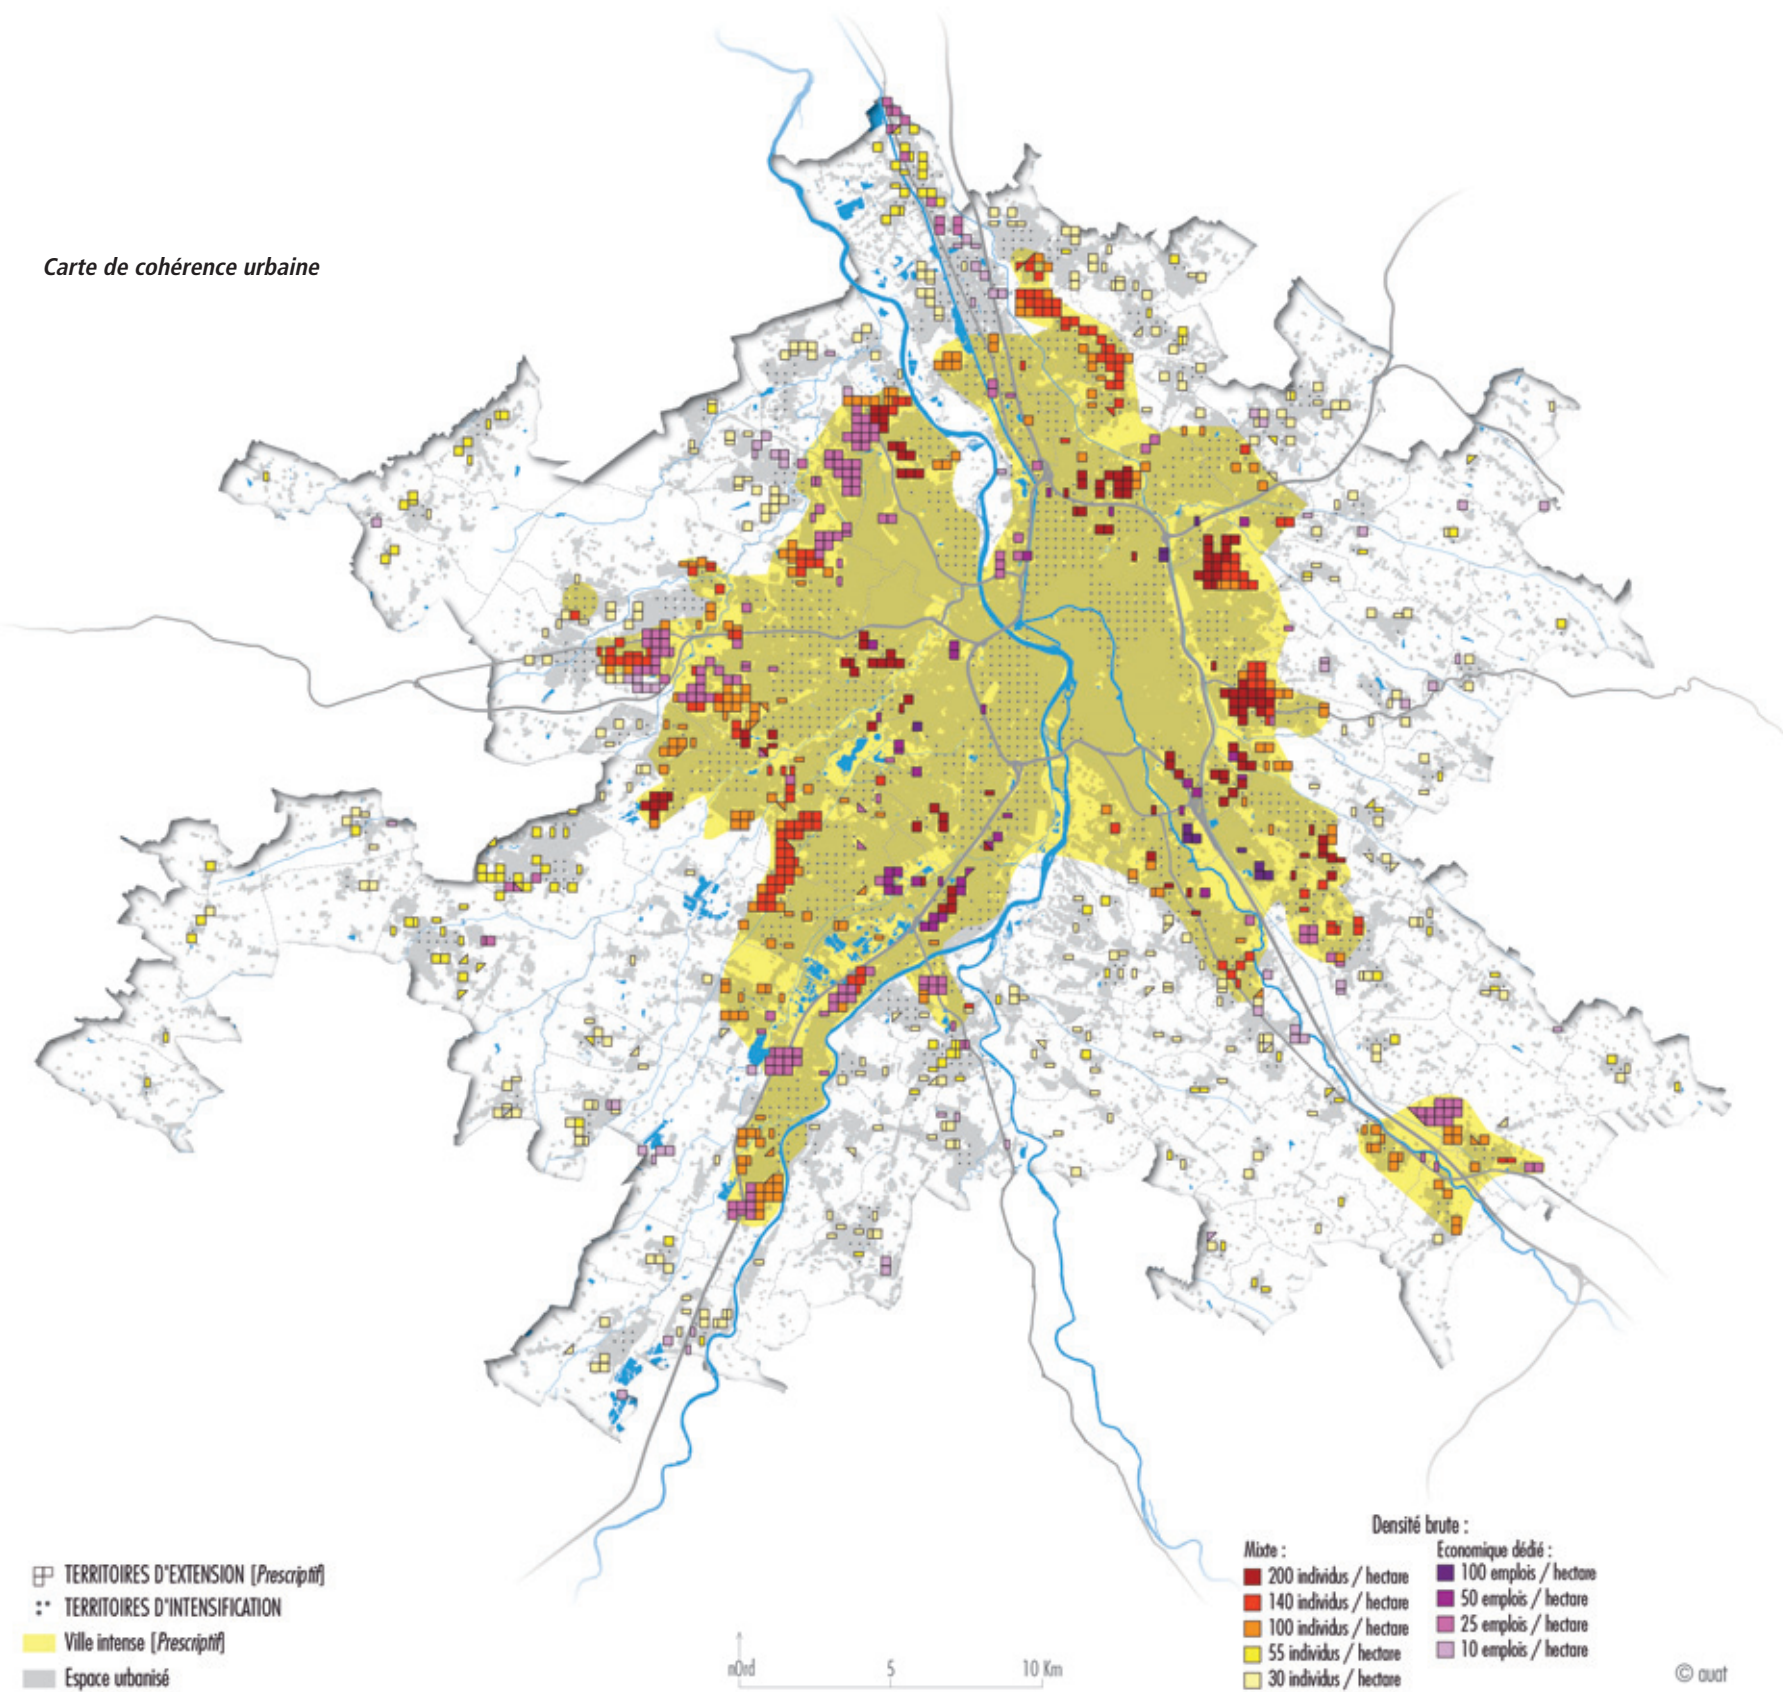 Carte de cohérence urbaine
TERRITOIRES D'EXTENSION [Prescriptif]
TERRITOIRES D'INTENSIFICATION
Ville intense [Prescriptif]
Espace urbanisé
nOrd
5
10 Km
Densité brute :
Mixte :
200 individus / hectare
140 individus / hectare
100 individus / hectare
55 individus / hectare
30 individus / hectare
Economique dédié :
100 emplois / hectare
50 emplois / hectare
25 emplois / hectare
10 emplois / hectare
© auat